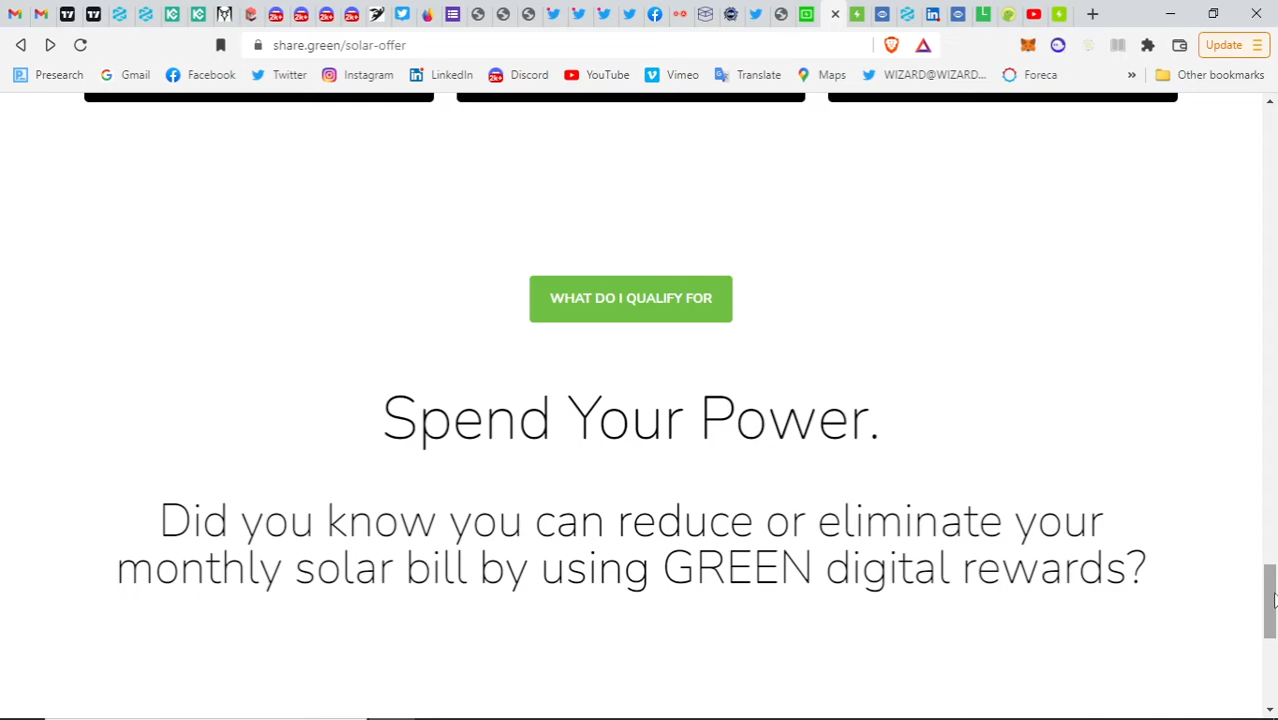 share.green/solar-offer
Update
Presearch
Gmail
Facebook
Twitter
Instagram
LinkedIn
Discord
YouTube
Vimeo
Translate
Maps
WIZARD@WIZARD...
Foreca
»
Other bookmarks
WHAT DO I QUALIFY FOR
Spend Your Power.
Did you know you can reduce or eliminate your
monthly solar bill by using GREEN digital rewards?